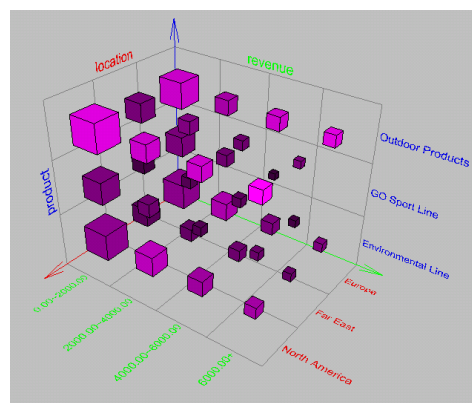 location
revenue
product
Outdoor Products
GO Sport Line
Environmental Line
0.00-2000.00
2000.00-4000.00
4000.00-6000.00
6000.00+
Europe
Far East
North America